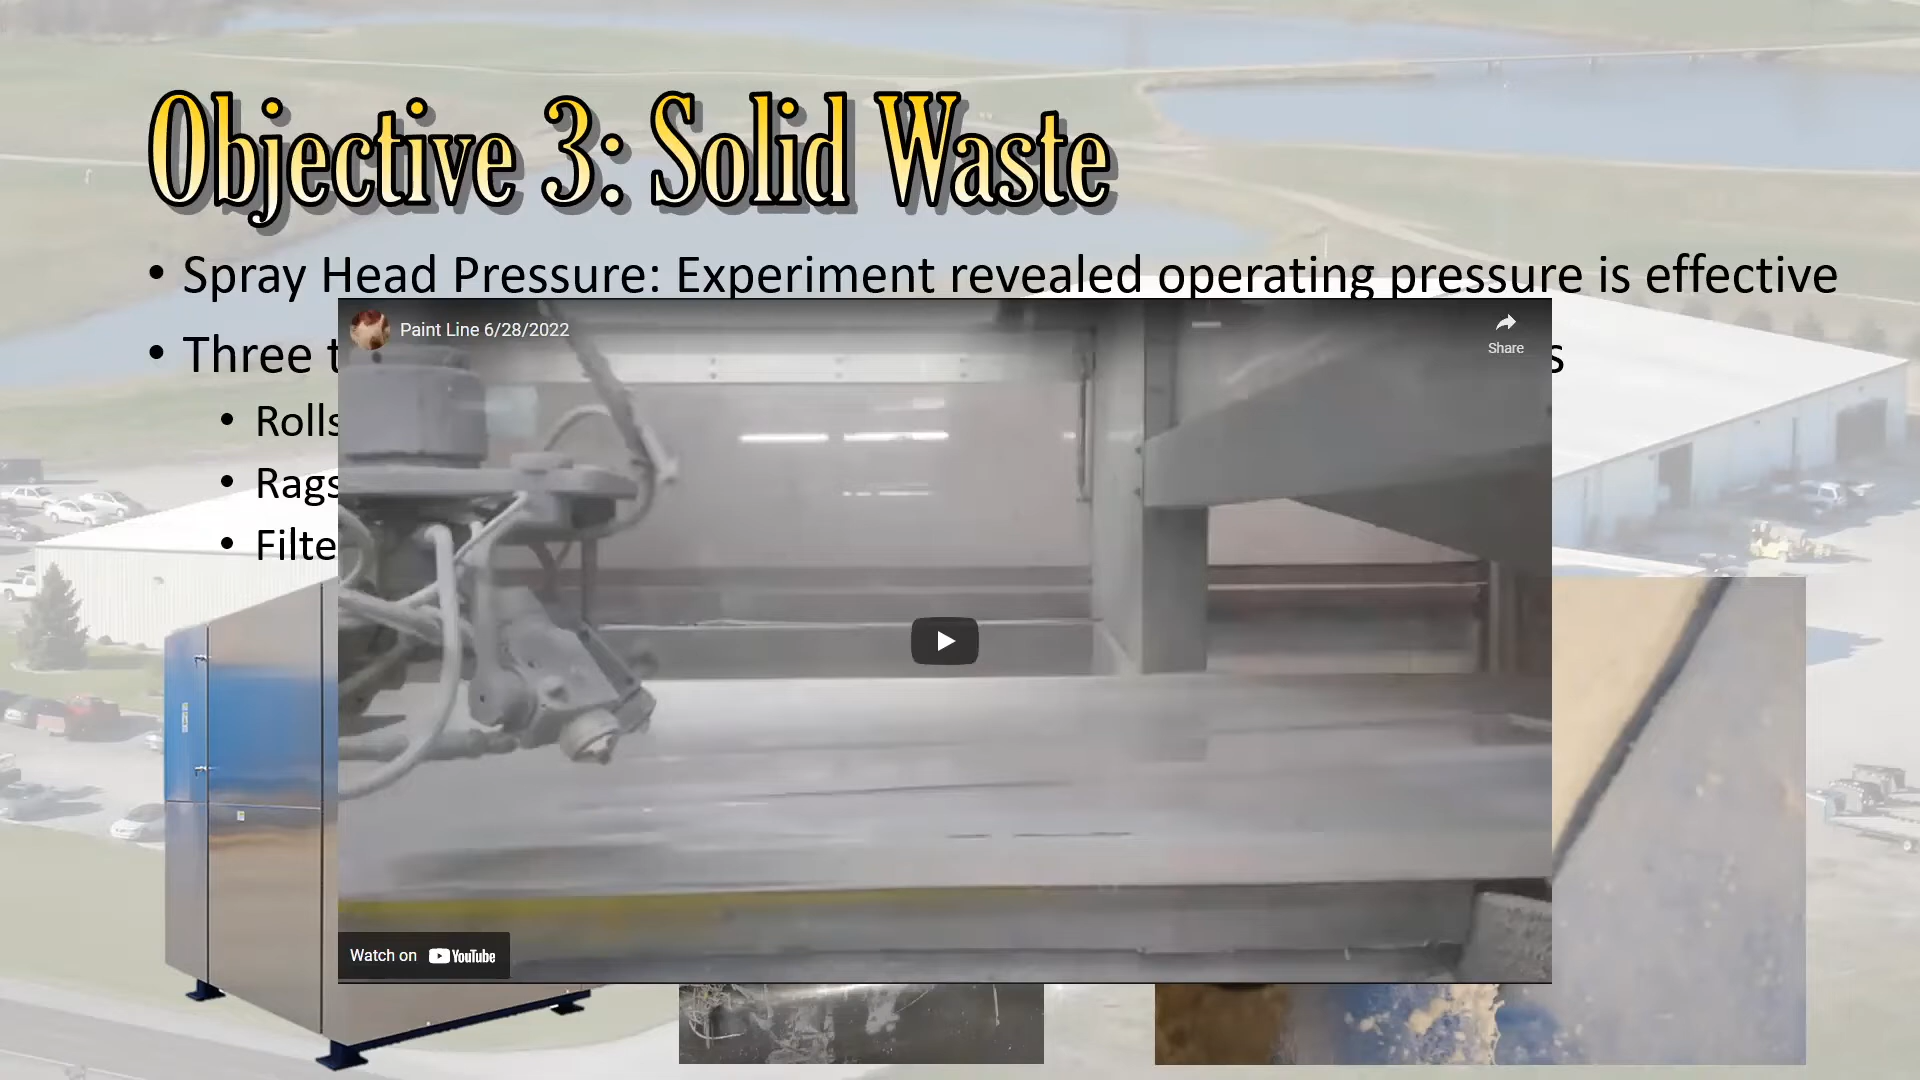 Objective 3: Solid Waste
• Spray Head Pressure: Experiment revealed operating pressure is effective
Paint Line 6/28/2022
Share
• Three
• Rolls
• Rags
Watch on YouTube